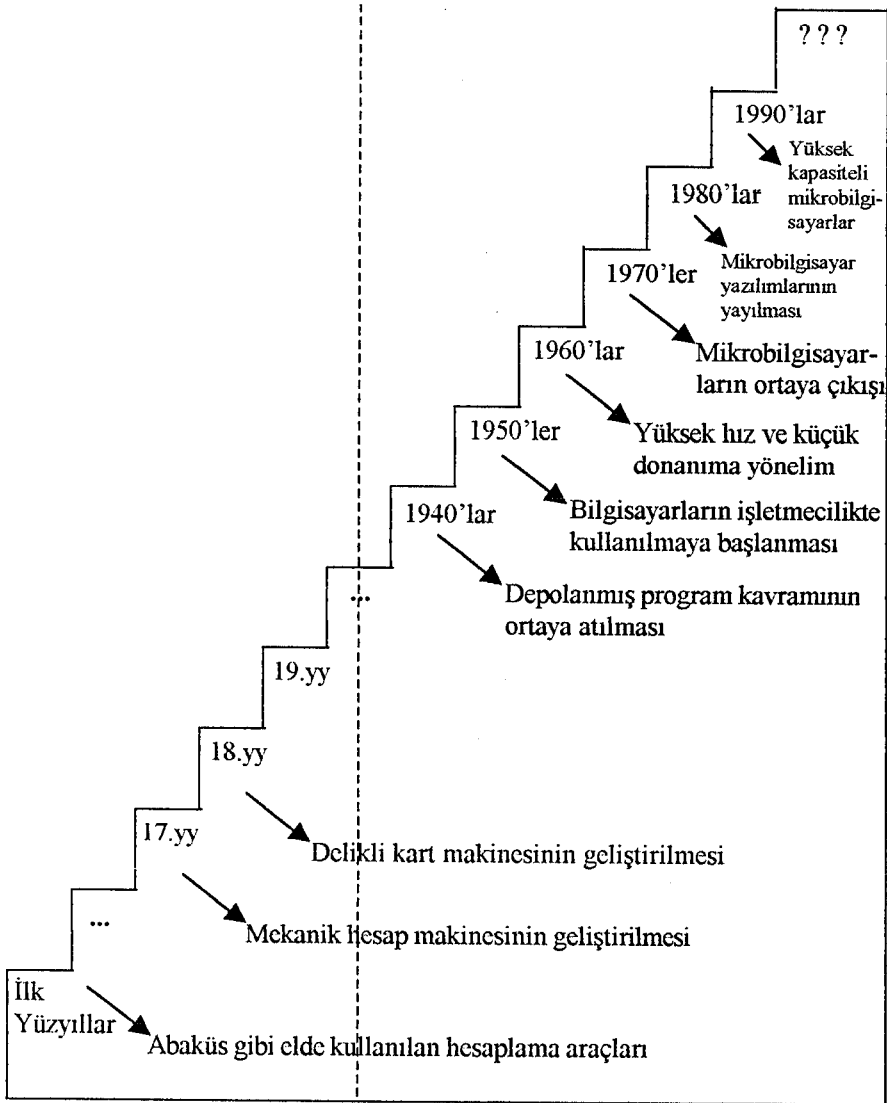 ? ? ?
1990'lar
Yüksek
kapasiteli
mikrobilgi-
sayarlar
1980'lar
Mikrobilgisayar
yazılımlarının
yayılması
1970'ler
Mikrobilgisayar-
ların ortaya çıkışı
1960'lar
Yüksek hız ve küçük
donanıma yönelim
1950'ler
Bilgisayarların işletmecilikte
kullanılmaya başlanması
1940'lar
Depolanmış program kavramının
ortaya atılması
...
19.yy
18.yy
Delikli kart makinesinin geliştirilmesi
17.yy
Mekanik hesap makinesinin geliştirilmesi
...
İlk
Yüzyıllar
Abaküs gibi elde kullanılan hesaplama araçları